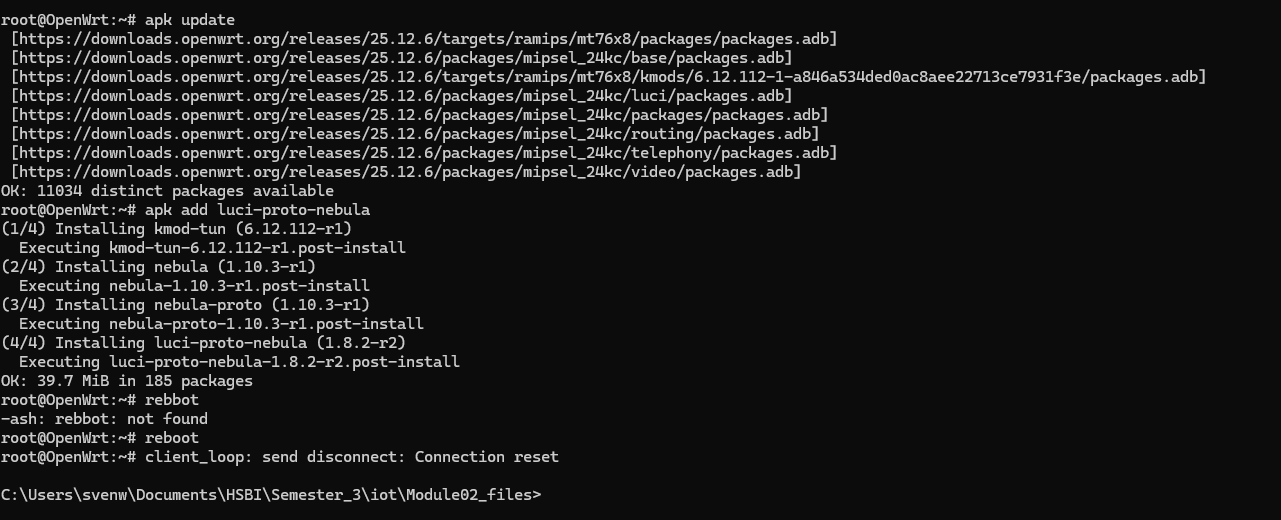 root@OpenWrt:~# apk update
 [https://downloads.openwrt.org/releases/25.12.6/targets/ramips/mt76x8/packages/packages.adb]
 [https://downloads.openwrt.org/releases/25.12.6/packages/mipsel_24kc/base/packages.adb]
 [https://downloads.openwrt.org/releases/25.12.6/targets/ramips/mt76x8/kmods/6.12.112-1-a846a534ded0ac8aee22713ce7931f3e/packages.adb]
 [https://downloads.openwrt.org/releases/25.12.6/packages/mipsel_24kc/luci/packages.adb]
 [https://downloads.openwrt.org/releases/25.12.6/packages/mipsel_24kc/packages/packages.adb]
 [https://downloads.openwrt.org/releases/25.12.6/packages/mipsel_24kc/routing/packages.adb]
 [https://downloads.openwrt.org/releases/25.12.6/packages/mipsel_24kc/telephony/packages.adb]
 [https://downloads.openwrt.org/releases/25.12.6/packages/mipsel_24kc/video/packages.adb]
OK: 11034 distinct packages available
root@OpenWrt:~# apk add luci-proto-nebula
(1/4) Installing kmod-tun (6.12.112-r1)
  Executing kmod-tun-6.12.112-r1.post-install
(2/4) Installing nebula (1.10.3-r1)
  Executing nebula-1.10.3-r1.post-install
(3/4) Installing nebula-proto (1.10.3-r1)
  Executing nebula-proto-1.10.3-r1.post-install
(4/4) Installing luci-proto-nebula (1.8.2-r2)
  Executing luci-proto-nebula-1.8.2-r2.post-install
OK: 39.7 MiB in 185 packages
root@OpenWrt:~# rebbot
-ash: rebbot: not found
root@OpenWrt:~# reboot
root@OpenWrt:~# client_loop: send disconnect: Connection reset
C:\Users\svenw\Documents\HSBI\Semester_3\iot\Module02_files>